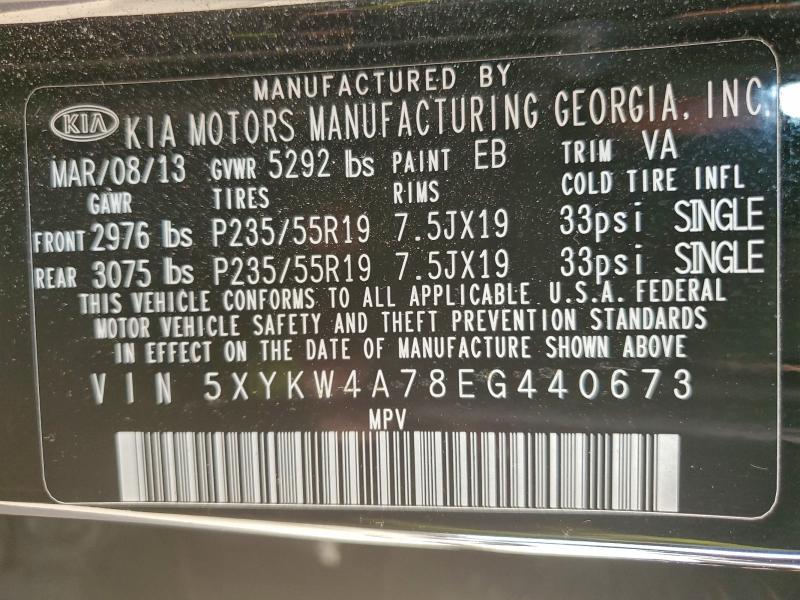 MANUFACTURED BY
KIA KIA MOTORS MANUFACTURING GEORGIA, INC
MAR/08/13 GVWR 5292 lbs PAINT EB TRIM VA
GAWR TIRES RIMS COLD TIRE INFL
FRONT 2976 lbs P235/55R19 7.5JX19 33psi SINGLE
REAR 3075 lbs P235/55R19 7.5JX19 33psi SINGLE
THIS VEHICLE CONFORMS TO ALL APPLICABLE U.S.A. FEDERAL
MOTOR VEHICLE SAFETY AND THEFT PREVENTION STANDARDS
IN EFFECT ON THE DATE OF MANUFACTURE SHOWN ABOVE
VIN 5XYKW4A78EG440673
MPV